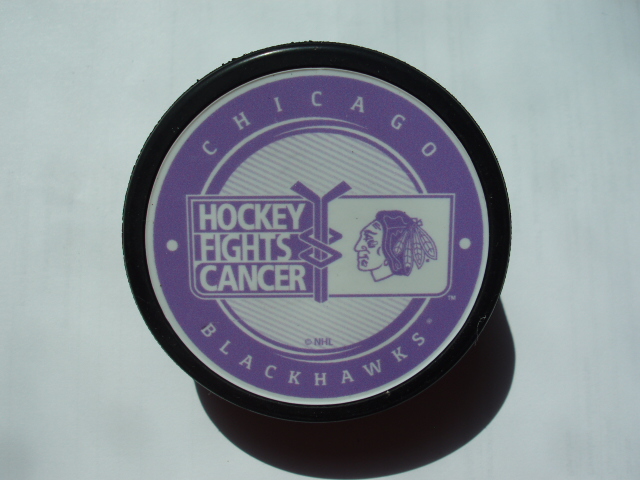 CHICAGO
HOCKEY
FIGHTS
CANCER
TM
© NHL
BLACKHAWKS